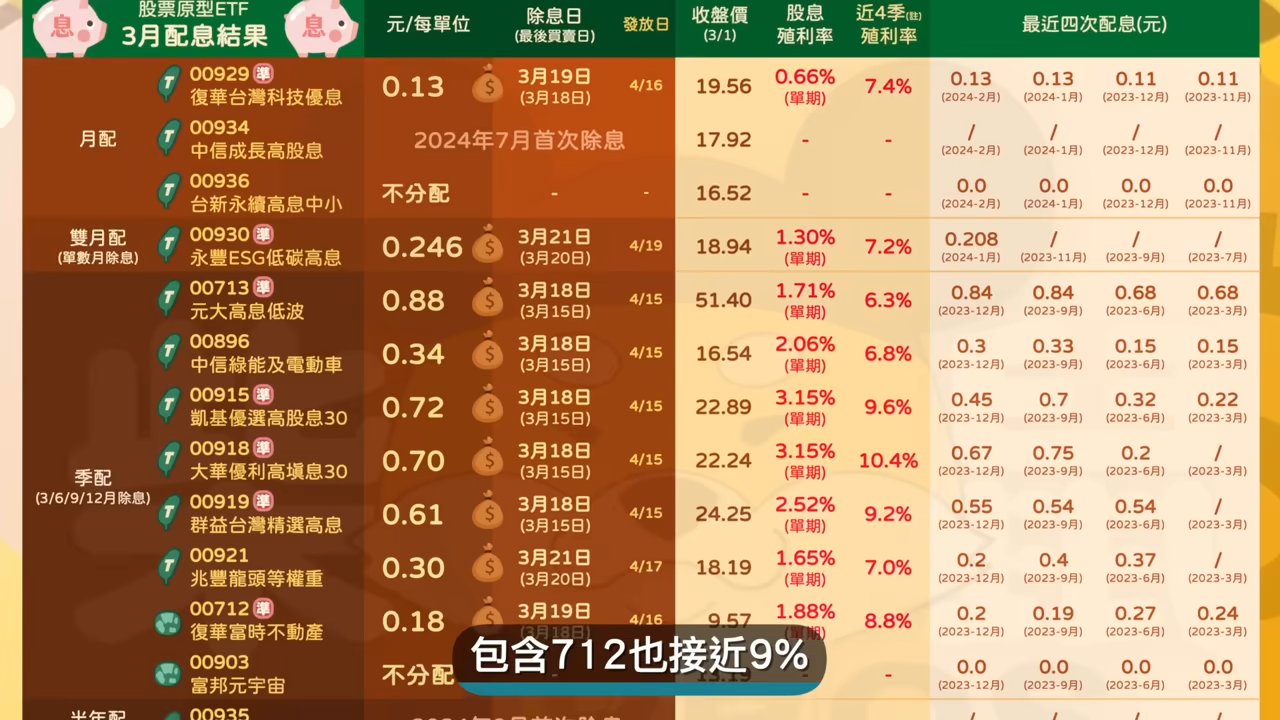 股票原型ETF
3月配息結果
息
息
元/每單位
除息日
(最後買賣日)
發放日
收盤價
(3/1)
股息
殖利率
近4季(註)
殖利率
最近四次配息(元)
月配
00929 準
復華台灣科技優息
0.13
3月19日
(3月18日)
4/16
19.56
0.66%
(單期)
7.4%
0.13 0.13 0.11 0.11
(2024-2月) (2024-1月) (2023-12月) (2023-11月)
00934
中信成長高股息
2024年7月首次除息
17.92
- -
/ / / /
(2024-2月) (2024-1月) (2023-12月) (2023-11月)
00936
台新永續高息中小
不分配
- -
16.52
- -
0.0 0.0 0.0 0.0
(2024-2月) (2024-1月) (2023-12月) (2023-11月)
雙月配
(單數月除息)
00930 準
永豐ESG低碳高息
0.246
3月21日
(3月20日)
4/19
18.94
1.30%
(單期)
7.2%
0.208 / / /
(2024-1月) (2023-11月) (2023-9月) (2023-7月)
季配
(3/6/9/12月除息)
00713 準
元大高息低波
0.88
3月18日
(3月15日)
4/15
51.40
1.71%
(單期)
6.3%
0.84 0.84 0.68 0.68
(2023-12月) (2023-9月) (2023-6月) (2023-3月)
00896
中信綠能及電動車
0.34
3月18日
(3月15日)
4/15
16.54
2.06%
(單期)
6.8%
0.3 0.33 0.15 0.15
(2023-12月) (2023-9月) (2023-6月) (2023-3月)
00915 準
凱基優選高股息30
0.72
3月18日
(3月15日)
4/15
22.89
3.15%
(單期)
9.6%
0.45 0.7 0.32 0.22
(2023-12月) (2023-9月) (2023-6月) (2023-3月)
00918 準
大華優利高填息30
0.70
3月18日
(3月15日)
4/15
22.24
3.15%
(單期)
10.4%
0.67 0.75 0.2 /
(2023-12月) (2023-9月) (2023-6月) (2023-3月)
00919 準
群益台灣精選高息
0.61
3月18日
(3月15日)
4/15
24.25
2.52%
(單期)
9.2%
0.55 0.54 0.54 /
(2023-12月) (2023-9月) (2023-6月) (2023-3月)
00921
兆豐龍頭等權重
0.30
3月21日
(3月20日)
4/17
18.19
1.65%
(單期)
7.0%
0.2 0.4 0.37 /
(2023-12月) (2023-9月) (2023-6月) (2023-3月)
00712 準
復華富時不動產
0.18
3月19日
(3月18日)
4/16
9.57
1.88%
(單期)
8.8%
0.2 0.19 0.27 0.24
(2023-12月) (2023-9月) (2023-6月) (2023-3月)
00903
富邦元宇宙
不分配
13.19
- -
0.0 0.0 0.0 0.0
(2023-12月) (2023-9月) (2023-6月) (2023-3月)
包含712也接近9%
半年配
00935